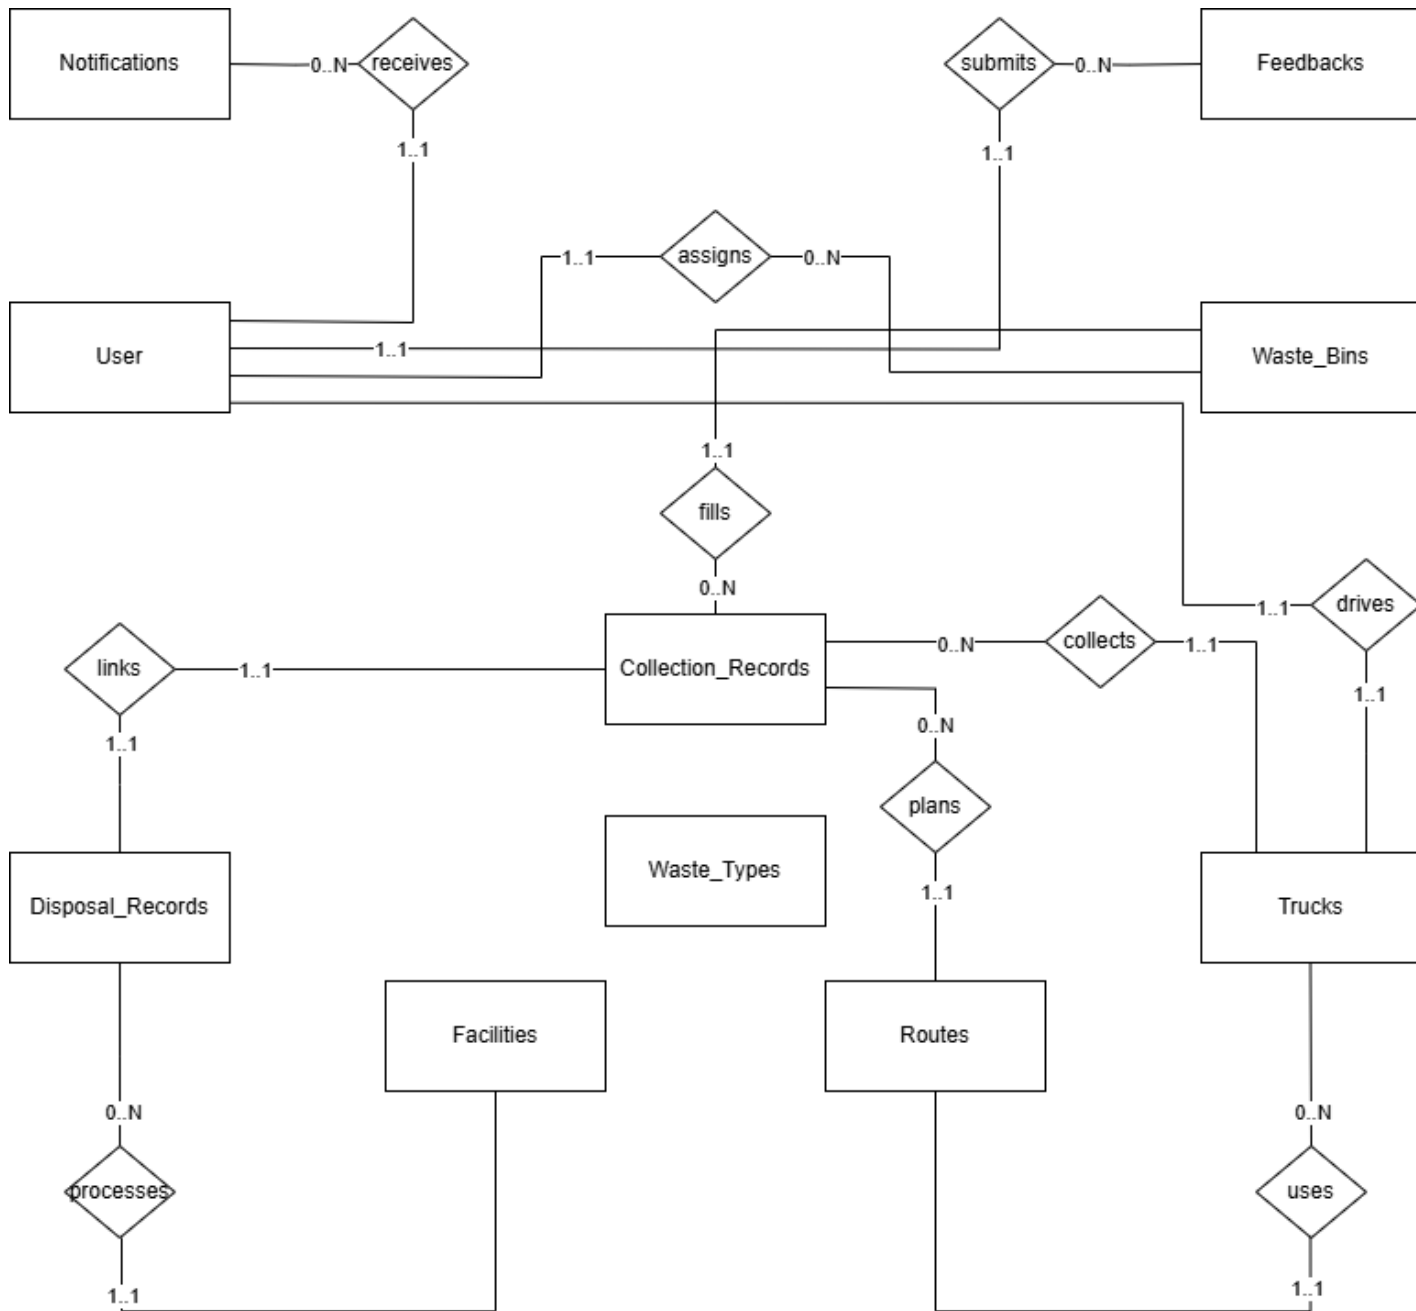 Notifications
0..N
receives
submits
0..N
Feedbacks
1..1
1..1
1..1
assigns
0..N
User
1..1
Waste_Bins
1..1
fills
0..N
1..1
drives
links
1..1
Collection_Records
0..N
collects
1..1
1..1
1..1
0..N
plans
Waste_Types
1..1
Disposal_Records
Trucks
Facilities
Routes
0..N
0..N
processes
uses
1..1
1..1